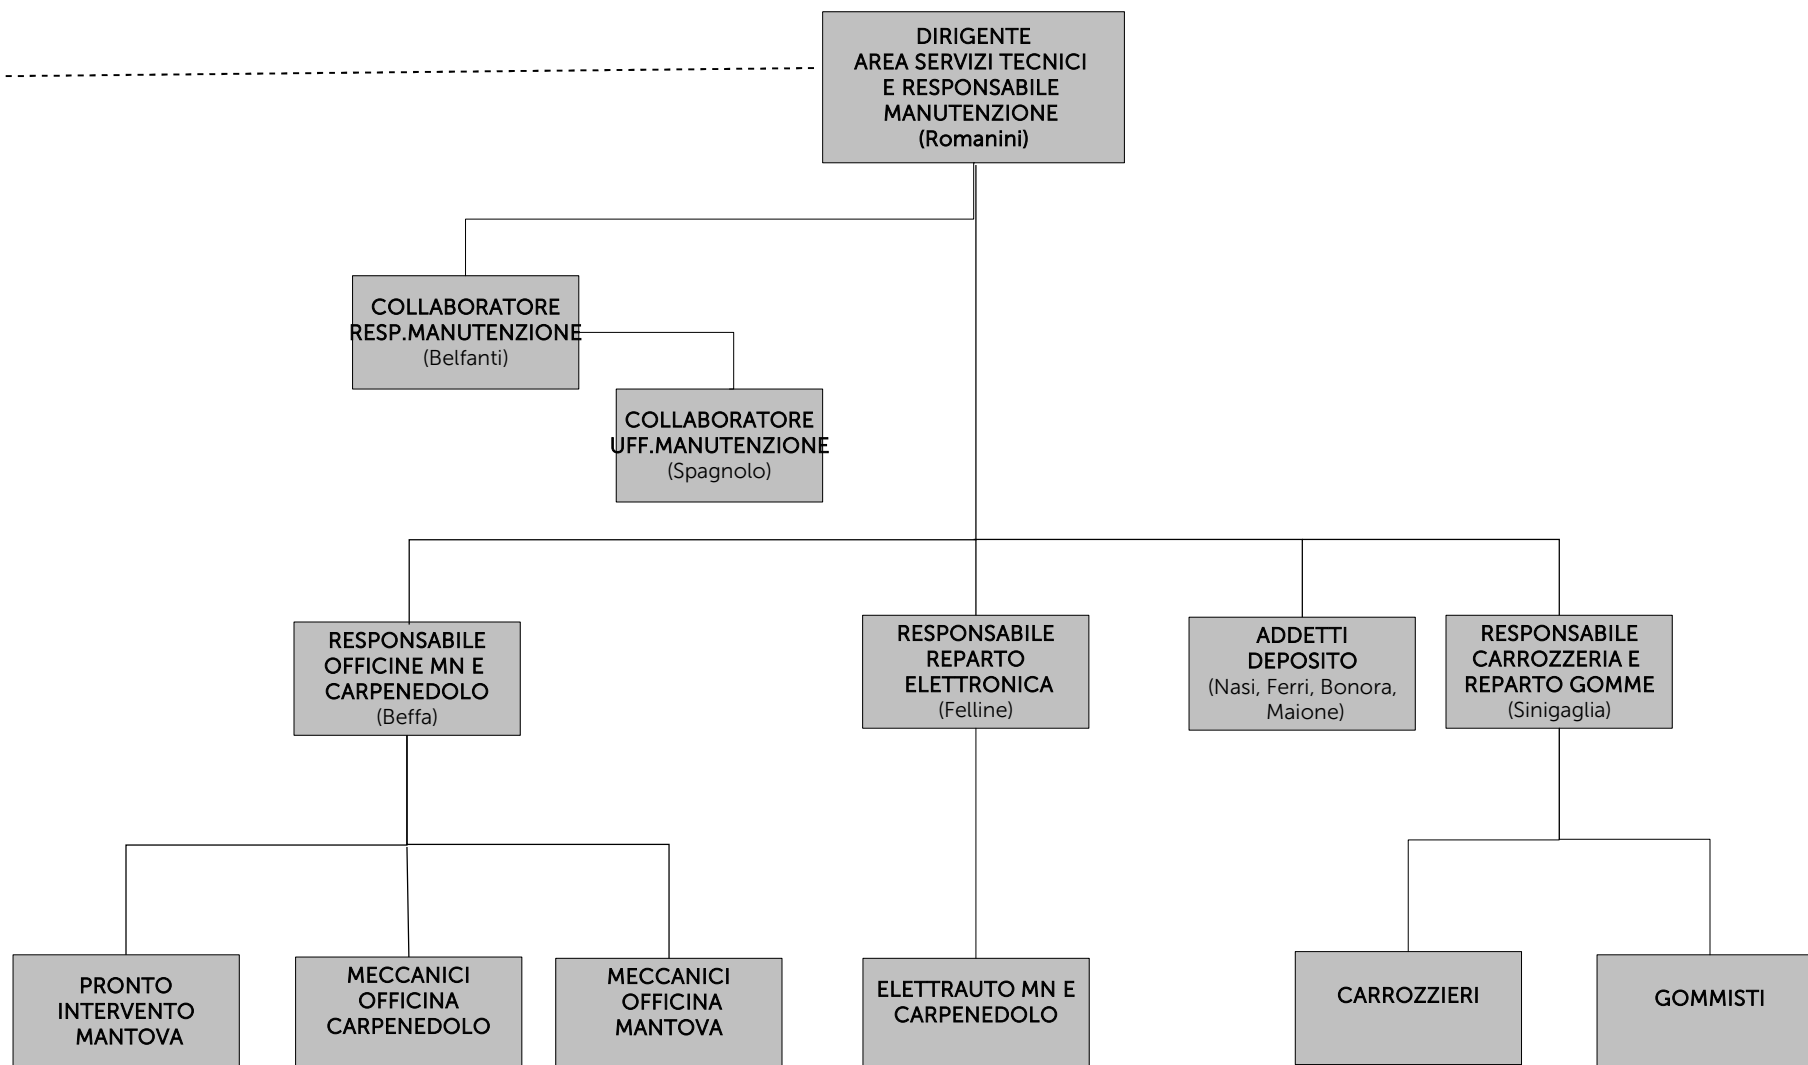 DIRIGENTE
AREA SERVIZI TECNICI
E RESPONSABILE
MANUTENZIONE
(Romanini)
COLLABORATORE
RESP.MANUTENZIONE
(Belfanti)
COLLABORATORE
UFF.MANUTENZIONE
(Spagnolo)
RESPONSABILE
OFFICINE MN E
CARPENEDOLO
(Beffa)
RESPONSABILE
REPARTO
ELETTRONICA
(Felline)
ADDETTI
DEPOSITO
(Nasi, Ferri, Bonora,
Maione)
RESPONSABILE
CARROZZERIA E
REPARTO GOMME
(Sinigaglia)
PRONTO
INTERVENTO
MANTOVA
MECCANICI
OFFICINA
CARPENEDOLO
MECCANICI
OFFICINA
MANTOVA
ELETTRAUTO MN E
CARPENEDOLO
CARROZZIERI
GOMMISTI